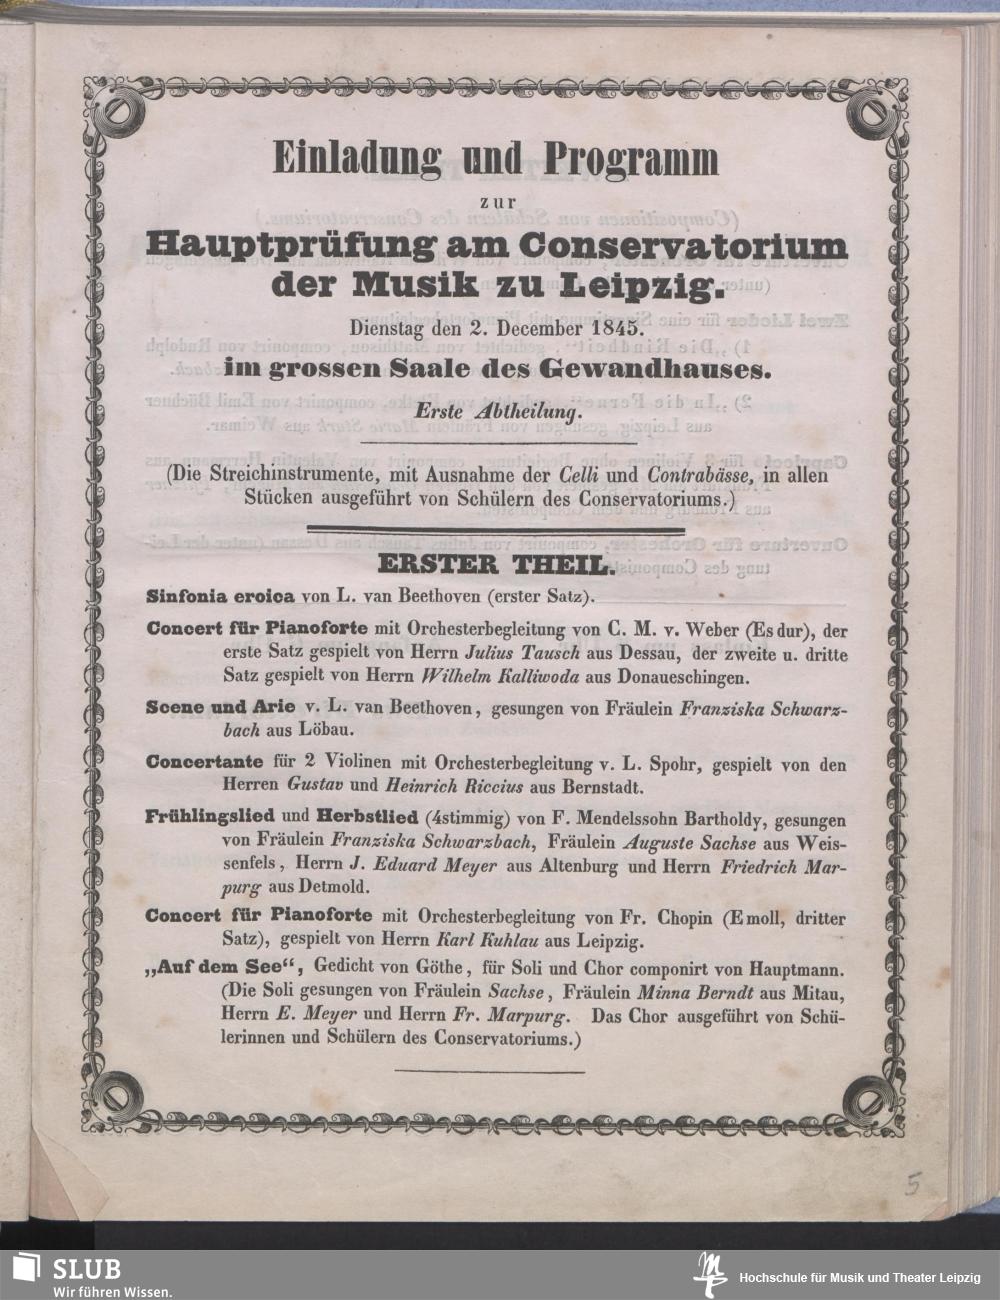 Einladung und Programm
zur
Hauptprüfung am Conservatorium
der Musik zu Leipzig.
Dienstag den 2. December 1845.
im grossen Saale des Gewandhauses.
Erste Abtheilung.
(Die Streichinstrumente, mit Ausnahme der Celli und Contrabässe, in allen
Stücken ausgeführt von Schülern des Conservatoriums.)
ERSTER THEIL.
Sinfonia eroica von L. van Beethoven (erster Satz).
Concert für Pianoforte mit Orchesterbegleitung von C. M. v. Weber (Es dur), der
erste Satz gespielt von Herrn Julius Tausch aus Dessau, der zweite u. dritte
Satz gespielt von Herrn Wilhelm Kalliwoda aus Donaueschingen.
Scene und Arie v. L. van Beethoven, gesungen von Fräulein Franziska Schwarz-
bach aus Löbau.
Concertante für 2 Violinen mit Orchesterbegleitung v. L. Spohr, gespielt von den
Herren Gustav und Heinrich Riccius aus Bernstadt.
Frühlingslied und Herbstlied (4stimmig) von F. Mendelssohn Bartholdy, gesungen
von Fräulein Franziska Schwarzbach, Fräulein Auguste Sachse aus Weis-
senfels, Herrn J. Eduard Meyer aus Altenburg und Herrn Friedrich Mar-
purg aus Detmold.
Concert für Pianoforte mit Orchesterbegleitung von Fr. Chopin (Emoll, dritter
Satz), gespielt von Herrn Karl Kuhlau aus Leipzig.
„Auf dem See“, Gedicht von Göthe, für Soli und Chor componirt von Hauptmann.
(Die Soli gesungen von Fräulein Sachse, Fräulein Minna Berndt aus Mitau,
Herrn E. Meyer und Herrn Fr. Marpurg. Das Chor ausgeführt von Schü-
lerinnen und Schülern des Conservatoriums.)
5
SLUB
Wir führen Wissen.
Hochschule für Musik und Theater Leipzig